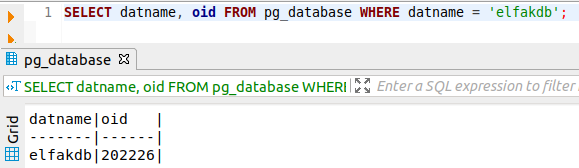 1 SELECT datname, oid FROM pg_database WHERE datname = 'elfakdb';
pg_database
SELECT datname, oid FROM pg_database WHERE Enter a SQL expression to filter
Grid
datname|oid   |
-------|------|
elfakdb|202226|